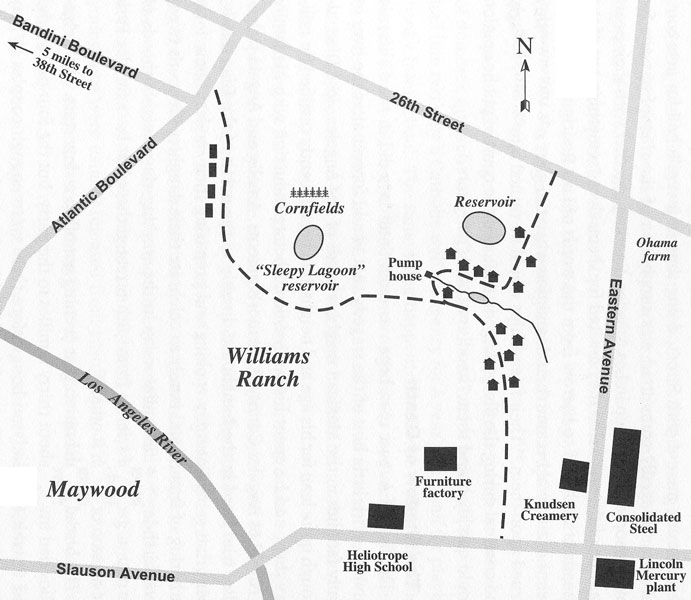 Bandini Boulevard
5 miles to
38th Street
N
26th Street
Atlantic Boulevard
Cornfields
Reservoir
Ohama
farm
"Sleepy Lagoon"
reservoir
Pump
house
Eastern Avenue
Williams
Ranch
Los Angeles River
Maywood
Furniture
factory
Knudsen
Creamery
Consolidated
Steel
Heliotrope
High School
Slauson Avenue
Lincoln
Mercury
plant